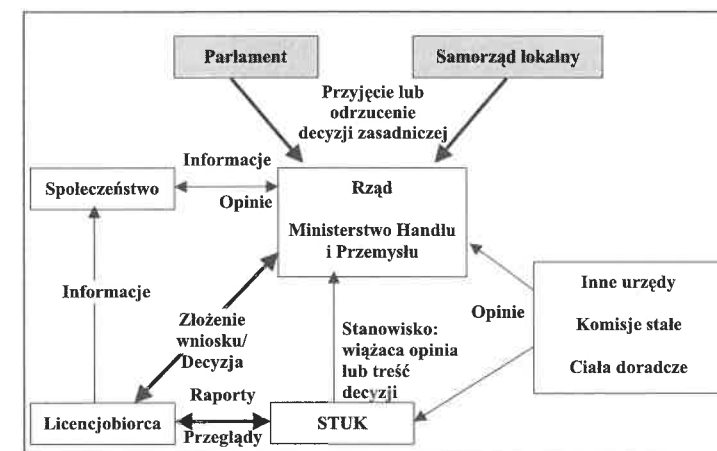 Parlament
Samorząd lokalny
Przyjęcie lub
odrzucenie
decyzji zasadniczej
Informacje
Opinie
Społeczeństwo
Rząd
Ministerstwo Handlu
i Przemysłu
Inne urzędy
Komisje stałe
Ciała doradcze
Opinie
Informacje
Złożenie
wniosku/
Decyzja
Stanowisko:
wiążaca opinia
lub treść
decyzji
Raporty
Przeglądy
Licencjobiorca
STUK